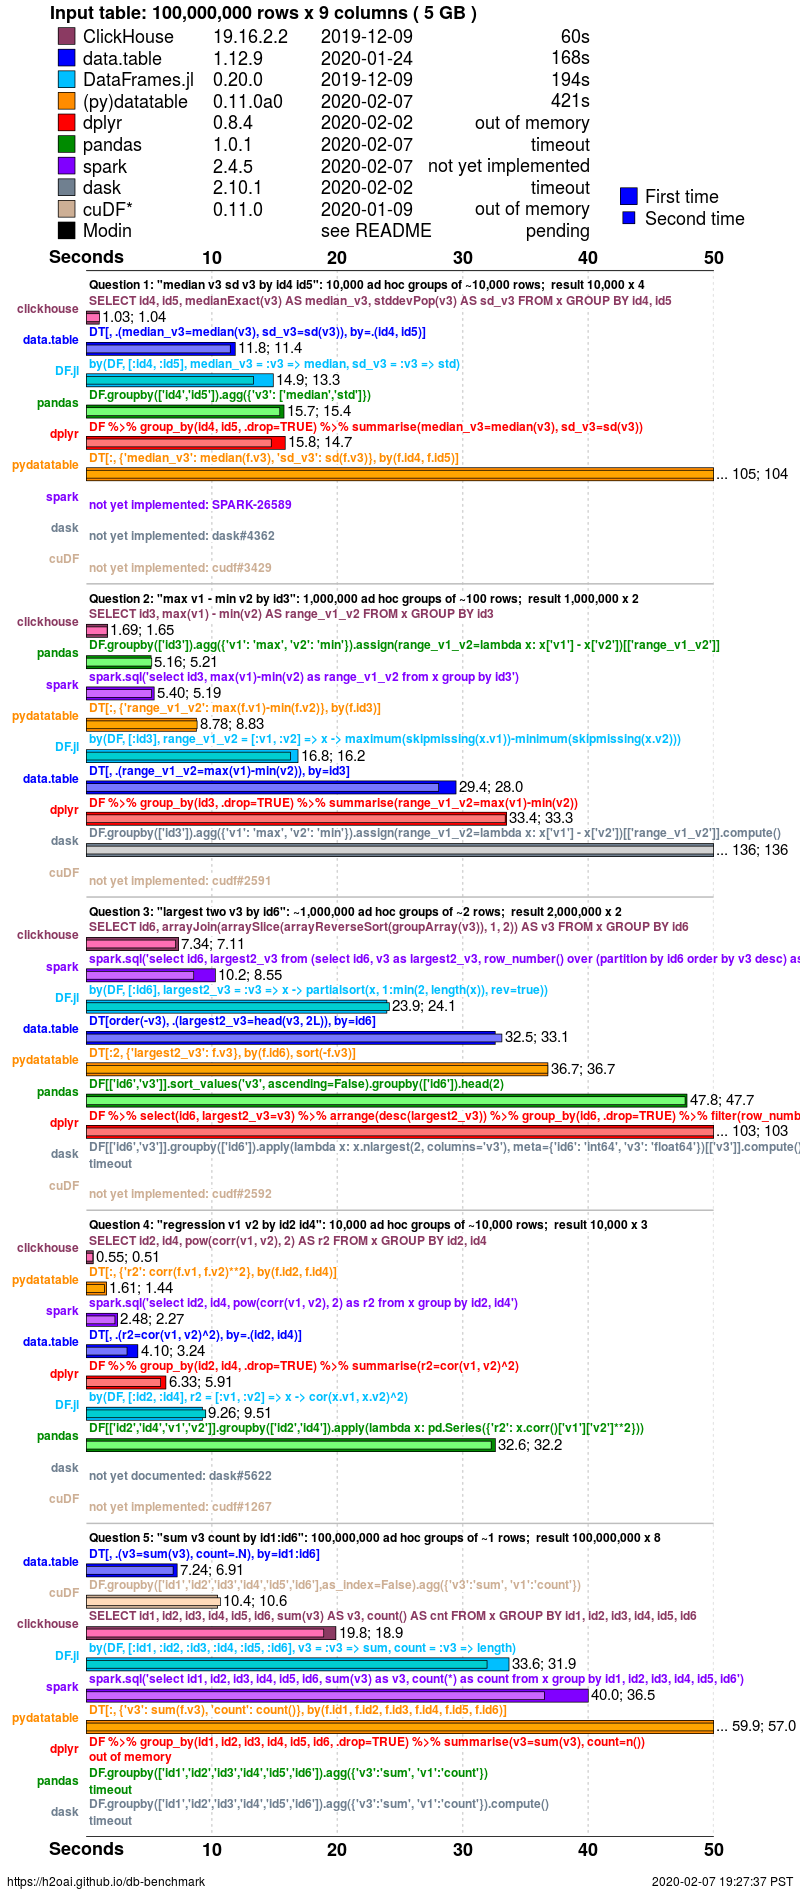 Input table: 100,000,000 rows x 9 columns ( 5 GB )
ClickHouse 19.16.2.2 2019-12-09 60s
data.table 1.12.9 2020-01-24 168s
DataFrames.jl 0.20.0 2019-12-09 194s
(py)datatable 0.11.0a0 2020-02-07 421s
dplyr 0.8.4 2020-02-02 out of memory
pandas 1.0.1 2020-02-07 timeout
spark 2.4.5 2020-02-07 not yet implemented
dask 2.10.1 2020-02-02 timeout
cuDF* 0.11.0 2020-01-09 out of memory
Modin see README pending
First time
Second time
Seconds 10 20 30 40 50
Question 1: "median v3 sd v3 by id4 id5": 10,000 ad hoc groups of ~10,000 rows; result 10,000 x 4
SELECT id4, id5, medianExact(v3) AS median_v3, stddevPop(v3) AS sd_v3 FROM x GROUP BY id4, id5
clickhouse 1.03; 1.04
DT[, .(median_v3=median(v3), sd_v3=sd(v3)), by=.(id4, id5)]
data.table 11.8; 11.4
by(DF, [:id4, :id5], median_v3 = :v3 => median, sd_v3 = :v3 => std)
DF.jl 14.9; 13.3
DF.groupby(['id4','id5']).agg({'v3': ['median','std']})
pandas 15.7; 15.4
DF %>% group_by(id4, id5, .drop=TRUE) %>% summarise(median_v3=median(v3), sd_v3=sd(v3))
dplyr 15.8; 14.7
DT[:, {'median_v3': median(f.v3), 'sd_v3': sd(f.v3)}, by(f.id4, f.id5)]
pydatatable ... 105; 104
spark not yet implemented: SPARK-26589
dask not yet implemented: dask#4362
cuDF not yet implemented: cudf#3429
Question 2: "max v1 - min v2 by id3": 1,000,000 ad hoc groups of ~100 rows; result 1,000,000 x 2
SELECT id3, max(v1) - min(v2) AS range_v1_v2 FROM x GROUP BY id3
clickhouse 1.69; 1.65
DF.groupby(['id3']).agg({'v1': 'max', 'v2': 'min'}).assign(range_v1_v2=lambda x: x['v1'] - x['v2'])[['range_v1_v2']]
pandas 5.16; 5.21
spark.sql('select id3, max(v1)-min(v2) as range_v1_v2 from x group by id3')
spark 5.40; 5.19
DT[:, {'range_v1_v2': max(f.v1)-min(f.v2)}, by(f.id3)]
pydatatable 8.78; 8.83
by(DF, [:id3], range_v1_v2 = [:v1, :v2] => x -> maximum(skipmissing(x.v1))-minimum(skipmissing(x.v2)))
DF.jl 16.8; 16.2
DT[, .(range_v1_v2=max(v1)-min(v2)), by=id3]
data.table 29.4; 28.0
DF %>% group_by(id3, .drop=TRUE) %>% summarise(range_v1_v2=max(v1)-min(v2))
dplyr 33.4; 33.3
DF.groupby(['id3']).agg({'v1': 'max', 'v2': 'min'}).assign(range_v1_v2=lambda x: x['v1'] - x['v2'])[['range_v1_v2']].compute()
dask ... 136; 136
cuDF not yet implemented: cudf#2591
Question 3: "largest two v3 by id6": ~1,000,000 ad hoc groups of ~2 rows; result 2,000,000 x 2
SELECT id6, arrayJoin(arraySlice(arrayReverseSort(groupArray(v3)), 1, 2)) AS v3 FROM x GROUP BY id6
clickhouse 7.34; 7.11
spark.sql('select id6, largest2_v3 from (select id6, v3 as largest2_v3, row_number() over (partition by id6 order by v3 desc) as
spark 10.2; 8.55
by(DF, [:id6], largest2_v3 = :v3 => x -> partialsort(x, 1:min(2, length(x)), rev=true))
DF.jl 23.9; 24.1
DT[order(-v3), .(largest2_v3=head(v3, 2L)), by=id6]
data.table 32.5; 33.1
DT[:2, {'largest2_v3': f.v3}, by(f.id6), sort(-f.v3)]
pydatatable 36.7; 36.7
DF[['id6','v3']].sort_values('v3', ascending=False).groupby(['id6']).head(2)
pandas 47.8; 47.7
DF %>% select(id6, largest2_v3=v3) %>% arrange(desc(largest2_v3)) %>% group_by(id6, .drop=TRUE) %>% filter(row_numb
dplyr ... 103; 103
DF[['id6','v3']].groupby(['id6']).apply(lambda x: x.nlargest(2, columns='v3'), meta={'id6': 'int64', 'v3': 'float64'})[['v3']].compute()
dask timeout
cuDF not yet implemented: cudf#2592
Question 4: "regression v1 v2 by id2 id4": 10,000 ad hoc groups of ~10,000 rows; result 10,000 x 3
SELECT id2, id4, pow(corr(v1, v2), 2) AS r2 FROM x GROUP BY id2, id4
clickhouse 0.55; 0.51
DT[:, {'r2': corr(f.v1, f.v2)**2}, by(f.id2, f.id4)]
pydatatable 1.61; 1.44
spark.sql('select id2, id4, pow(corr(v1, v2), 2) as r2 from x group by id2, id4')
spark 2.48; 2.27
DT[, .(r2=cor(v1, v2)^2), by=.(id2, id4)]
data.table 4.10; 3.24
DF %>% group_by(id2, id4, .drop=TRUE) %>% summarise(r2=cor(v1, v2)^2)
dplyr 6.33; 5.91
by(DF, [:id2, :id4], r2 = [:v1, :v2] => x -> cor(x.v1, x.v2)^2)
DF.jl 9.26; 9.51
DF[['id2','id4','v1','v2']].groupby(['id2','id4']).apply(lambda x: pd.Series({'r2': x.corr()['v1']['v2']**2}))
pandas 32.6; 32.2
dask not yet documented: dask#5622
cuDF not yet implemented: cudf#1267
Question 5: "sum v3 count by id1:id6": 100,000,000 ad hoc groups of ~1 rows; result 100,000,000 x 8
DT[, .(v3=sum(v3), count=.N), by=id1:id6]
data.table 7.24; 6.91
DF.groupby(['id1','id2','id3','id4','id5','id6'],as_index=False).agg({'v3':'sum', 'v1':'count'})
cuDF 10.4; 10.6
SELECT id1, id2, id3, id4, id5, id6, sum(v3) AS v3, count() AS cnt FROM x GROUP BY id1, id2, id3, id4, id5, id6
clickhouse 19.8; 18.9
by(DF, [:id1, :id2, :id3, :id4, :id5, :id6], v3 = :v3 => sum, count = :v3 => length)
DF.jl 33.6; 31.9
spark.sql('select id1, id2, id3, id4, id5, id6, sum(v3) as v3, count(*) as count from x group by id1, id2, id3, id4, id5, id6')
spark 40.0; 36.5
DT[:, {'v3': sum(f.v3), 'count': count()}, by(f.id1, f.id2, f.id3, f.id4, f.id5, f.id6)]
pydatatable ... 59.9; 57.0
DF %>% group_by(id1, id2, id3, id4, id5, id6, .drop=TRUE) %>% summarise(v3=sum(v3), count=n())
dplyr out of memory
DF.groupby(['id1','id2','id3','id4','id5','id6']).agg({'v3':'sum', 'v1':'count'})
pandas timeout
DF.groupby(['id1','id2','id3','id4','id5','id6']).agg({'v3':'sum', 'v1':'count'}).compute()
dask timeout
Seconds 10 20 30 40 50
https://h2oai.github.io/db-benchmark 2020-02-07 19:27:37 PST